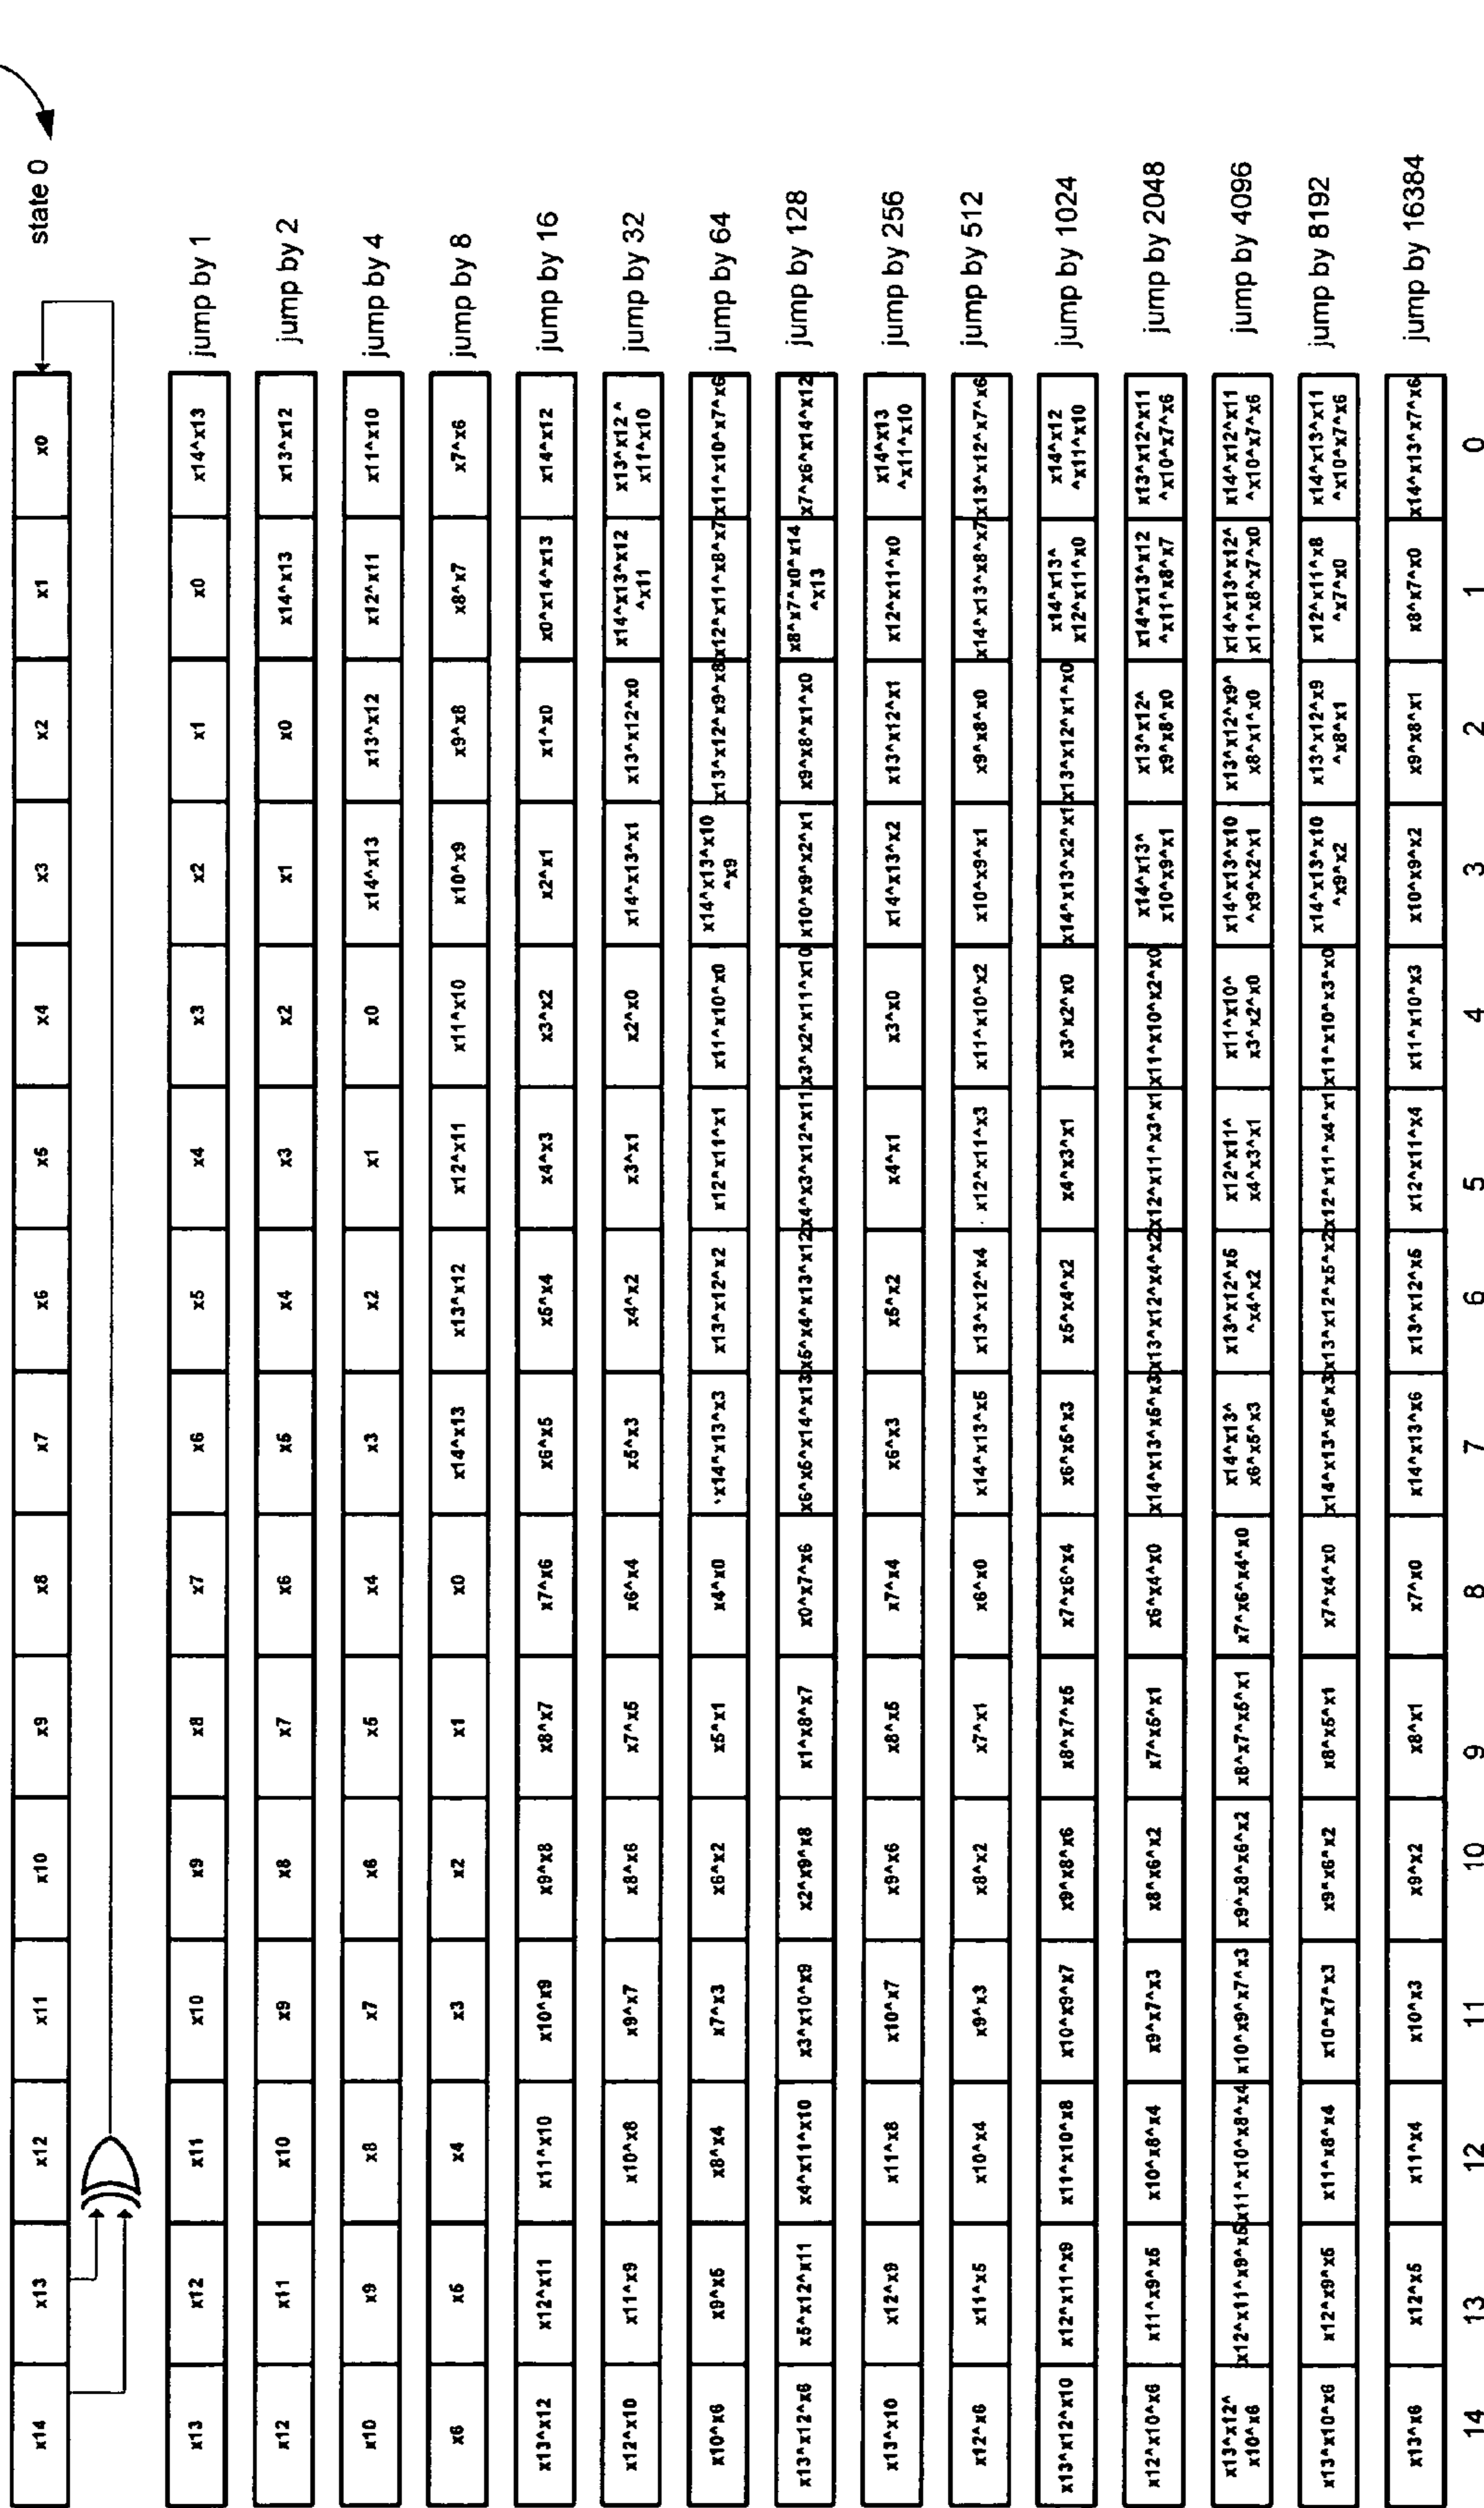 x14 x13 x12 x11 x10 x9 x8 x7 x6 x5 x4 x3 x2 x1 x0 state 0
x13 x12 x11 x10 x9 x8 x7 x6 x5 x4 x3 x2 x1 x0 x14^x13 jump by 1
x12 x11 x10 x9 x8 x7 x6 x5 x4 x3 x2 x1 x0 x14^x13 x13^x12 jump by 2
x10 x9 x8 x7 x6 x5 x4 x3 x2 x1 x0 x14^x13 x13^x12 x12^x11 x11^x10 jump by 4
x6 x5 x4 x3 x2 x1 x0 x14^x13 x13^x12 x12^x11 x11^x10 x10^x9 x9^x8 x8^x7 x7^x6 jump by 8
x13^x12 x12^x11 x11^x10 x10^x9 x9^x8 x8^x7 x7^x6 x6^x5 x5^x4 x4^x3 x3^x2 x2^x1 x1^x0 x0^x14^x13 x14^x12 jump by 16
x12^x10 x11^x9 x10^x8 x9^x7 x8^x6 x7^x5 x6^x4 x5^x3 x4^x2 x3^x1 x2^x0 x14^x13^x1 x13^x12^x0 x14^x13^x12 ^x11 x13^x12 ^ x11^x10 jump by 32
x10^x6 x9^x5 x8^x4 x7^x3 x6^x2 x5^x1 x4^x0 x14^x13^x3 x13^x12^x2 x12^x11^x1 x11^x10^x0 x14^x13^x10 ^x9 x13^x12^x9^x8 x12^x11^x8^x7 x11^x10^x7^x6 jump by 64
x13^x12^x6 x5^x12^x11 x4^x11^x10 x3^x10^x9 x2^x9^x8 x1^x8^x7 x0^x7^x6 x6^x5^x14^x13 x5^x4^x13^x12 x4^x3^x12^x11 x3^x2^x11^x10 x10^x9^x2^x1 x9^x8^x1^x0 x8^x7^x0^x14 ^x13 x7^x6^x14^x12 jump by 128
x13^x10 x12^x9 x11^x8 x10^x7 x9^x6 x8^x5 x7^x4 x6^x3 x5^x2 x4^x1 x3^x0 x14^x13^x2 x13^x12^x1 x12^x11^x0 x14^x13 ^x11^x10 jump by 256
x12^x6 x11^x5 x10^x4 x9^x3 x8^x2 x7^x1 x6^x0 x14^x13^x5 x13^x12^x4 x12^x11^x3 x11^x10^x2 x10^x9^x1 x9^x8^x0 x14^x13^x8^x7 x13^x12^x7^x6 jump by 512
x13^x12^x10 x12^x11^x9 x11^x10^x8 x10^x9^x7 x9^x8^x6 x8^x7^x5 x7^x6^x4 x6^x5^x3 x5^x4^x2 x4^x3^x1 x3^x2^x0 x14^x13^x2^x1 x13^x12^x1^x0 x14^x13^ x12^x11^x0 x14^x12 ^x11^x10 jump by 1024
x12^x10^x6 x11^x9^x5 x10^x8^x4 x9^x7^x3 x8^x6^x2 x7^x5^x1 x6^x4^x0 x14^x13^x5^x3 x13^x12^x4^x2 x12^x11^x3^x1 x11^x10^x2^x0 x14^x13^ x10^x9^x1 x13^x12^ x9^x8^x0 x14^x13^x12 ^x11^x8^x7 x13^x12^x11 ^x10^x7^x6 jump by 2048
x13^x12^ x10^x6 x12^x11^x9^x5 x11^x10^x8^x4 x10^x9^x7^x3 x9^x8^x6^x2 x8^x7^x5^x1 x7^x6^x4^x0 x14^x13^ x6^x5^x3 x13^x12^x5 ^x4^x2 x12^x11^ x4^x3^x1 x11^x10^ x3^x2^x0 x14^x13^x10 ^x9^x2^x1 x13^x12^x9^ x8^x1^x0 x14^x13^x12^ x11^x8^x7^x0 x14^x12^x11 ^x10^x7^x6 jump by 4096
x13^x10^x6 x12^x9^x5 x11^x8^x4 x10^x7^x3 x9^x6^x2 x8^x5^x1 x7^x4^x0 x14^x13^x6^x3 x13^x12^x5^x2 x12^x11^x4^x1 x11^x10^x3^x0 x14^x13^x10 ^x9^x2 x13^x12^x9 ^x8^x1 x12^x11^x8 ^x7^x0 x14^x13^x11 ^x10^x7^x6 jump by 8192
x13^x6 x12^x5 x11^x4 x10^x3 x9^x2 x8^x1 x7^x0 x14^x13^x6 x13^x12^x5 x12^x11^x4 x11^x10^x3 x10^x9^x2 x9^x8^x1 x8^x7^x0 x14^x13^x7^x6 jump by 16384
14 13 12 11 10 9 8 7 6 5 4 3 2 1 0